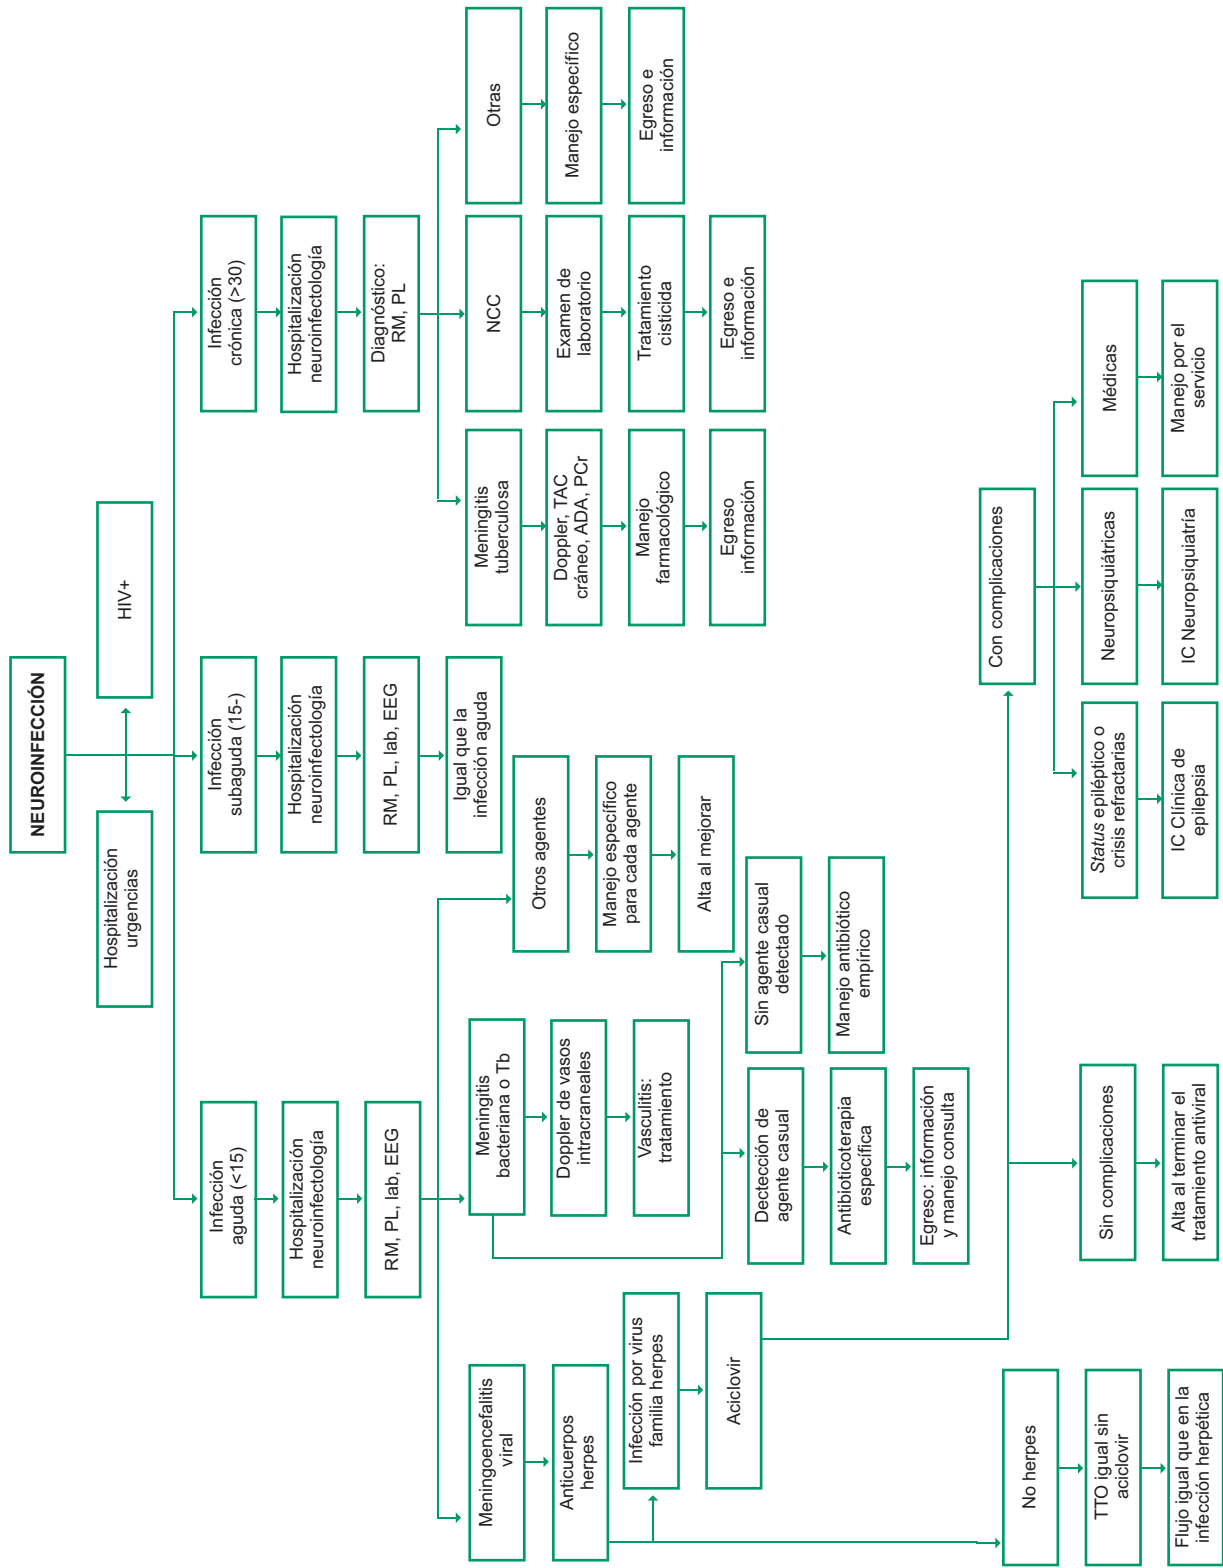 NEUROINFECCIÓN
Hospitalización
urgencias
HIV+
Infección
aguda (<15)
Hospitalización
neuroinfectología
RM, PL, lab, EEG
Infección
subaguda (15-)
Hospitalización
neuroinfectología
RM, PL, lab, EEG
Igual que la
infección aguda
Infección
crónica (>30)
Hospitalización
neuroinfectología
Diagnóstico:
RM, PL
Meningoencefalitis
viral
Anticuerpos
herpes
Infección por virus
familia herpes
Aciclovir
Meningitis
bacteriana o Tb
Doppler de vasos
intracraneales
Vasculitis:
tratamiento
Dectección de
agente casual
Antibioticoterapia
específica
Egreso: información
y manejo consulta
Sin agente casual
detectado
Manejo antibiótico
empírico
Otros agentes
Manejo específico
para cada agente
Alta al mejorar
Meningitis
tuberculosa
Doppler, TAC
cráneo, ADA, PCr
Manejo
farmacológico
Egreso
información
NCC
Examen de
laboratorio
Tratamiento
cisticida
Egreso e
información
Otras
Manejo específico
Egreso e
información
No herpes
TTO igual sin
aciclovir
Flujo igual que en la
infección herpética
Sin complicaciones
Alta al terminar el
tratamiento antiviral
Con complicaciones
Status epiléptico o
crisis refractarias
IC Clínica de
epilepsia
Neuropsiquiátricas
IC Neuropsiquiatría
Médicas
Manejo por el
servicio